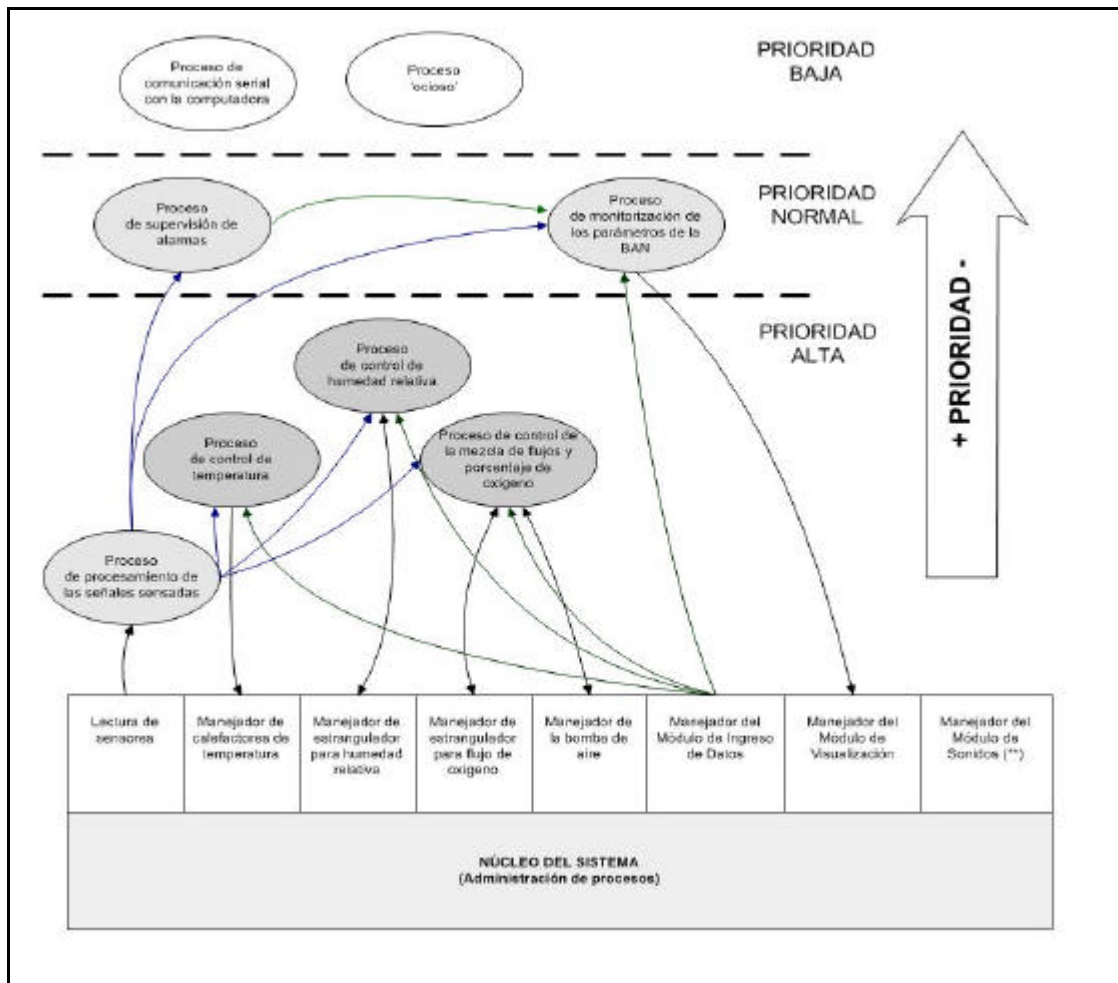 PRIORIDAD
BAJA
Proceso de
comunicación serial
con la computadora
Proceso
'ocioso'
PRIORIDAD
NORMAL
Proceso
de supervisión de
alarmas
Proceso
de monitorización de
los parámetros de la
BAN
PRIORIDAD
ALTA
+ PRIORIDAD -
Proceso
de control de
humedad relativa
Proceso
de control de
temperatura
Proceso de control de
la mezcla de flujos y
porcentaje de
oxígeno
Proceso
de procesamiento de
las señales sensadas
Lectura de
sensores
Manejador de
calefactores de
temperatura
Manejador de
estrangulador
para humedad
relativa
Manejador de
estrangulador
para flujo de
oxígeno
Manejador de
la bomba de
aire
Manejador del
Módulo de Ingreso
de Datos
Manejador del
Módulo de
Visualización
Manejador del
Módulo de
Sonidos (**)
NÚCLEO DEL SISTEMA
(Administración de procesos)